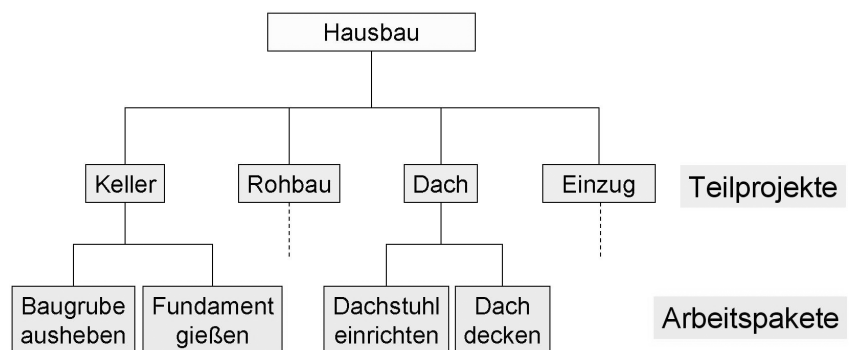 Hausbau
Keller
Rohbau
Dach
Einzug
Teilprojekte
Baugrube
ausheben
Fundament
gießen
Dachstuhl
einrichten
Dach
decken
Arbeitspakete